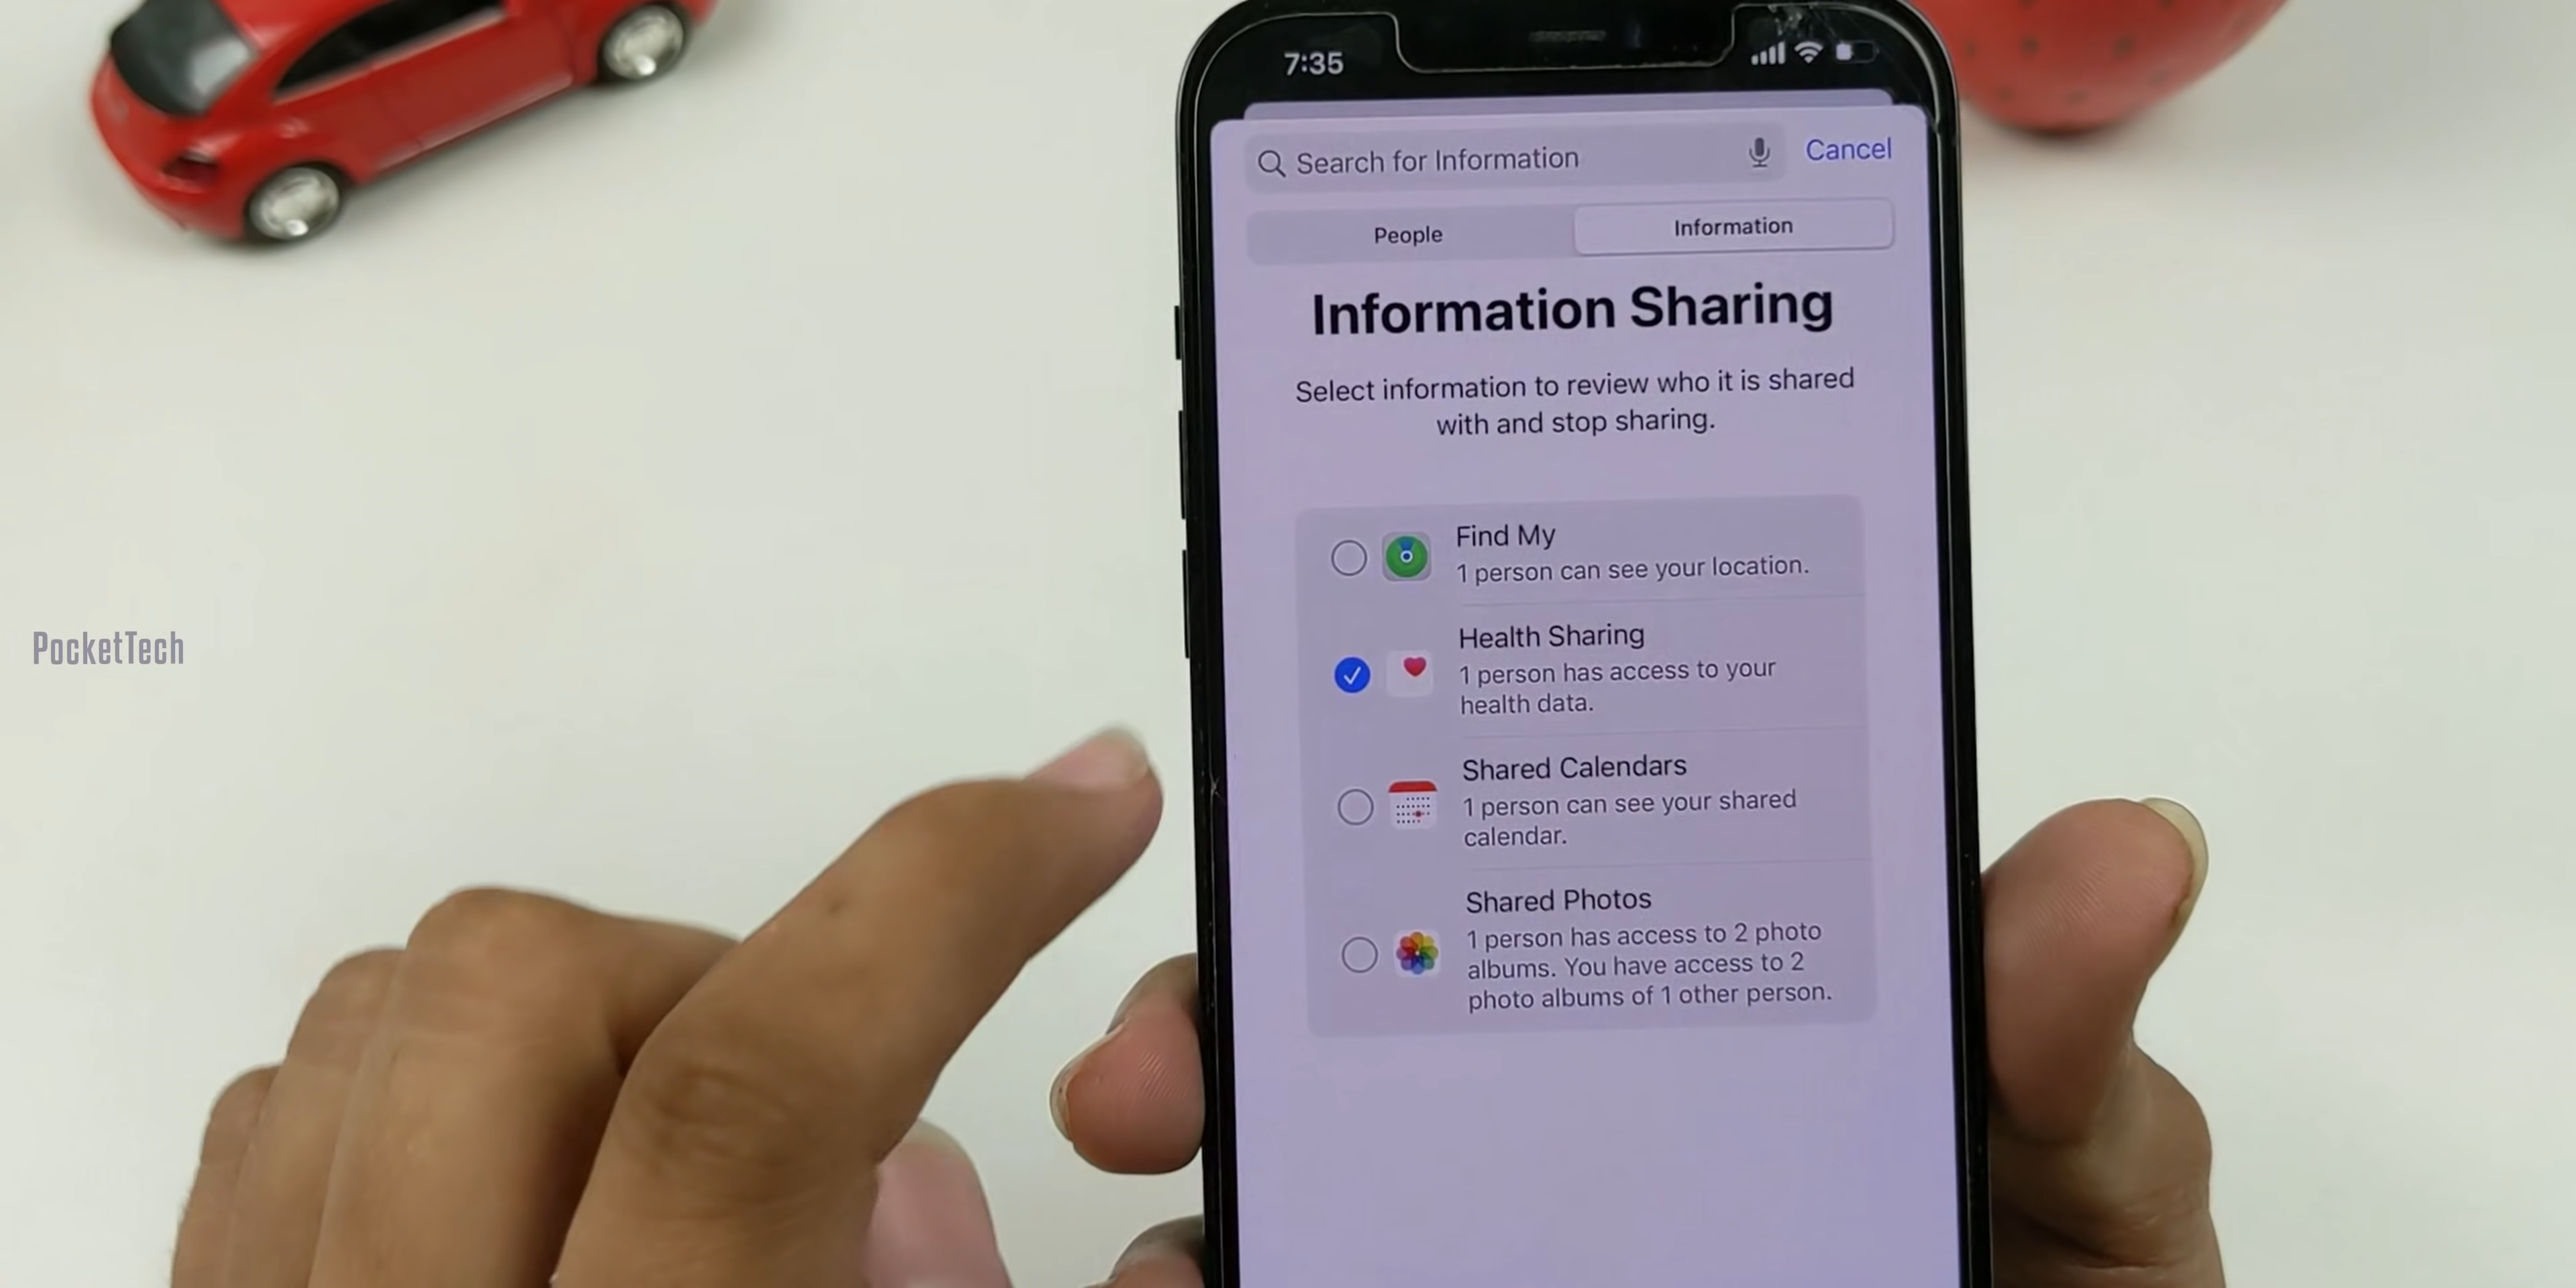 7:35
Search for Information
Cancel
People
Information
Information Sharing
Select information to review who it is shared
with and stop sharing.
Find My
1 person can see your location.
Health Sharing
1 person has access to your
health data.
Shared Calendars
1 person can see your shared
calendar.
Shared Photos
1 person has access to 2 photo
albums. You have access to 2
photo albums of 1 other person.
PocketTech